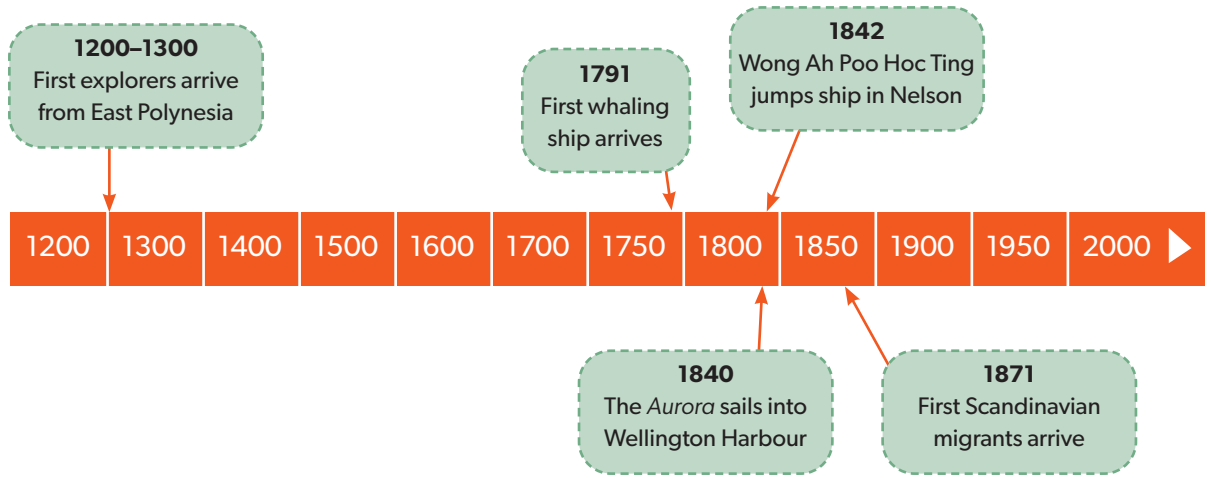 1200–1300
First explorers arrive
from East Polynesia
1791
First whaling
ship arrives
1842
Wong Ah Poo Hoc Ting
jumps ship in Nelson
1200 1300 1400 1500 1600 1700 1750 1800 1850 1900 1950 2000
1840
The Aurora sails into
Wellington Harbour
1871
First Scandinavian
migrants arrive